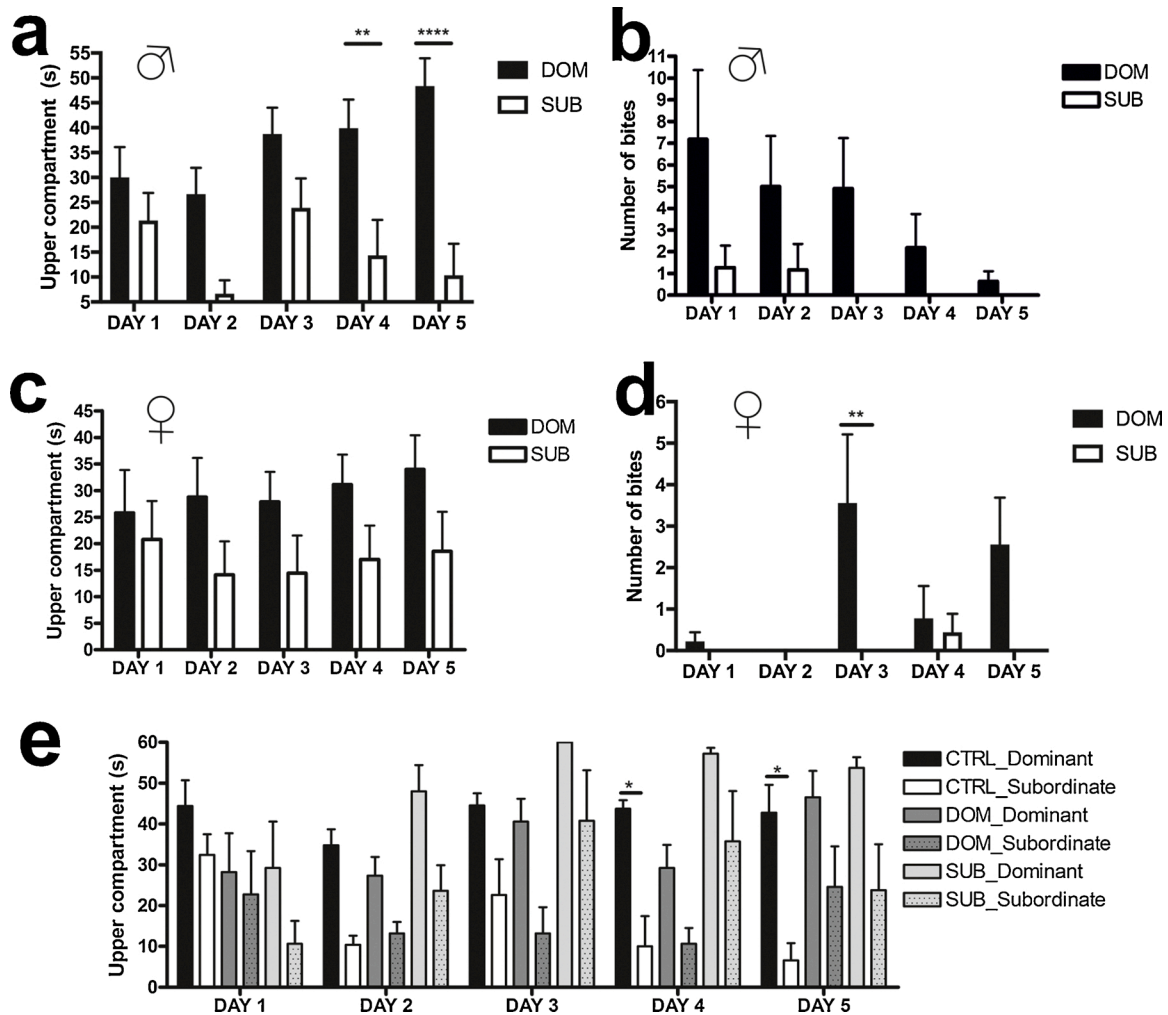 a
Upper compartment (s)
55
50
45
40
35
30
25
20
15
10
5
** ****
DOM
SUB
DAY 1 DAY 2 DAY 3 DAY 4 DAY 5
b
Number of bites
11
10
9
8
7
6
5
4
3
2
1
0
DOM
SUB
DAY 1 DAY 2 DAY 3 DAY 4 DAY 5
c
Upper compartment (s)
45
40
35
30
25
20
15
10
5
0
DOM
SUB
DAY 1 DAY 2 DAY 3 DAY 4 DAY 5
d
Number of bites
6
5
4
3
2
1
0
**
DOM
SUB
DAY 1 DAY 2 DAY 3 DAY 4 DAY 5
e
Upper compartment (s)
60
50
40
30
20
10
0
* *
CTRL_Dominant
CTRL_Subordinate
DOM_Dominant
DOM_Subordinate
SUB_Dominant
SUB_Subordinate
DAY 1 DAY 2 DAY 3 DAY 4 DAY 5